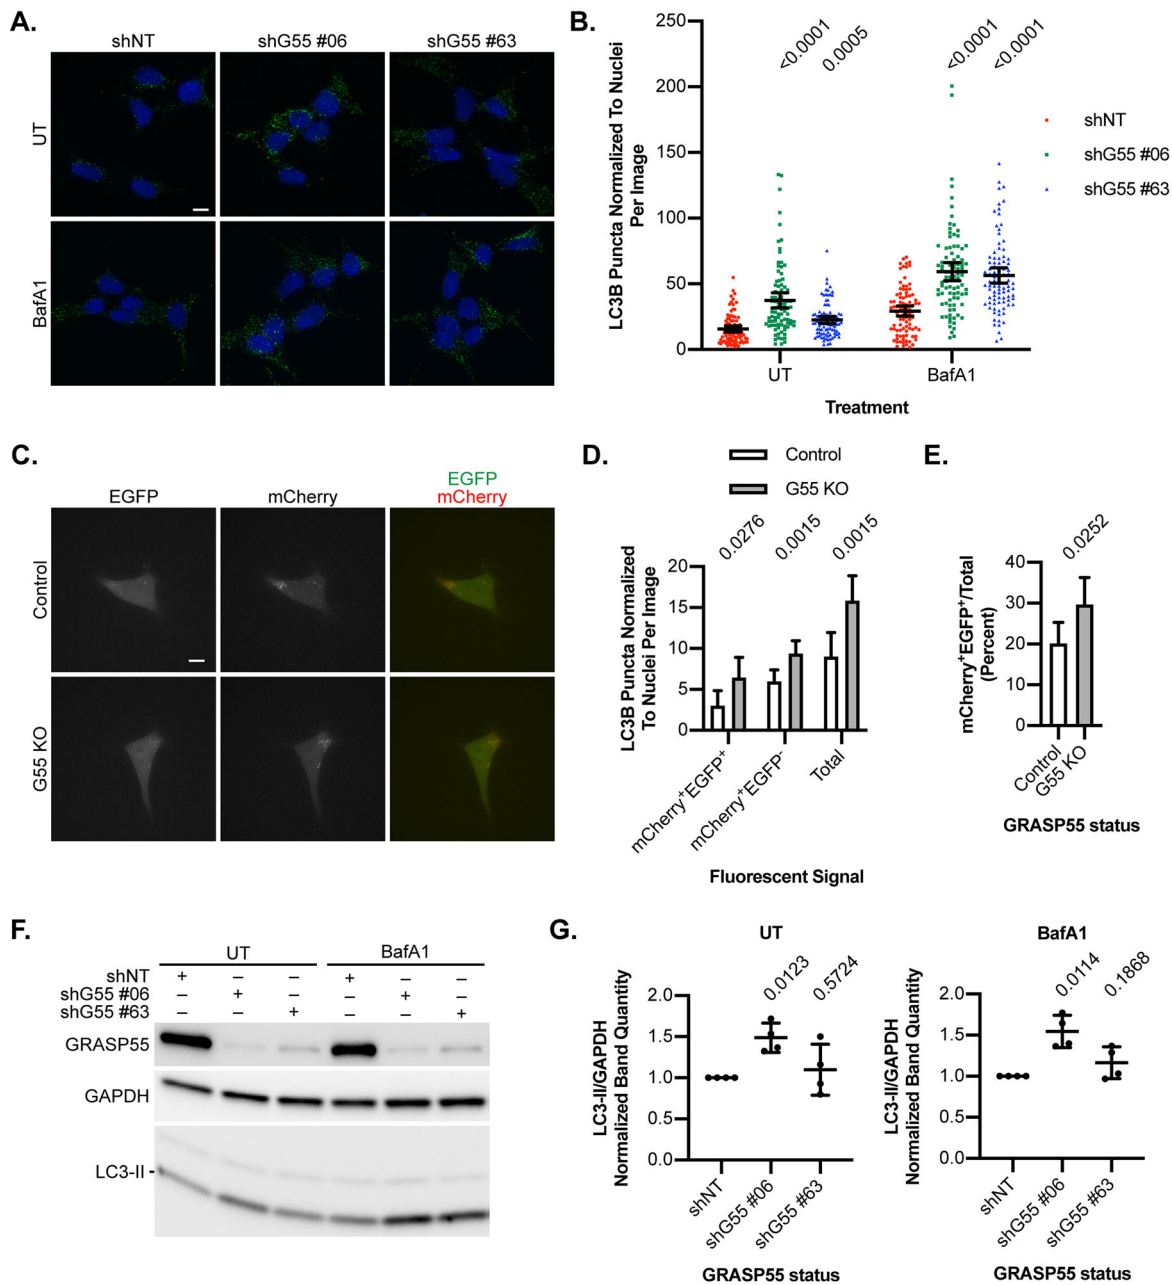 A.
shNT shG55 #06 shG55 #63
UT
BafA1
B.
LC3B Puncta Normalized To Nuclei
Per Image
250
200
150
100
50
0
<0.0001 0.0005 <0.0001 <0.0001
shNT
shG55 #06
shG55 #63
UT BafA1
Treatment
C.
EGFP mCherry EGFP
mCherry
Control
G55 KO
D.
Control
G55 KO
0.0276 0.0015 0.0015
LC3B Puncta Normalized
To Nuclei Per Image
20
15
10
5
0
mCherry⁺EGFP⁺ mCherry⁺EGFP⁻ Total
Fluorescent Signal
E.
0.0252
mCherry⁺EGFP⁺/Total
(Percent)
40
30
20
10
0
Control G55 KO
GRASP55 status
F.
UT BafA1
shNT + – – + – –
shG55 #06 – + – – + –
shG55 #63 – – + – – +
GRASP55
GAPDH
LC3-II-
G.
UT
0.0123 0.5724
LC3-II/GAPDH
Normalized Band Quantity
2.0
1.5
1.0
0.5
0.0
shNT shG55 #06 shG55 #63
GRASP55 status
BafA1
0.0114 0.1868
LC3-II/GAPDH
Normalized Band Quantity
2.0
1.5
1.0
0.5
0.0
shNT shG55 #06 shG55 #63
GRASP55 status